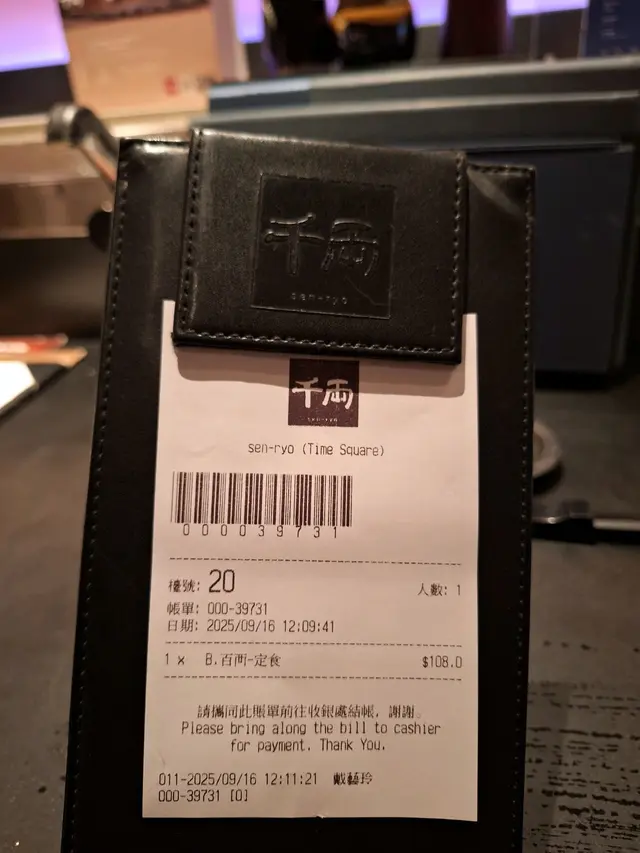 千両
sen-ryo
千両
sen-ryo
sen-ryo (Time Square)
000039731
檯號: 20
人數: 1
帳單: 000-39731
日期: 2025/09/16 12:09:41
1 × B.百両-定食 $108.0
請攜同此賬單前往收銀處結帳, 謝謝。
Please bring along the bill to cashier
for payment. Thank You.
011-2025/09/16 12:11:21 戴藝玲
000-39731 [0]